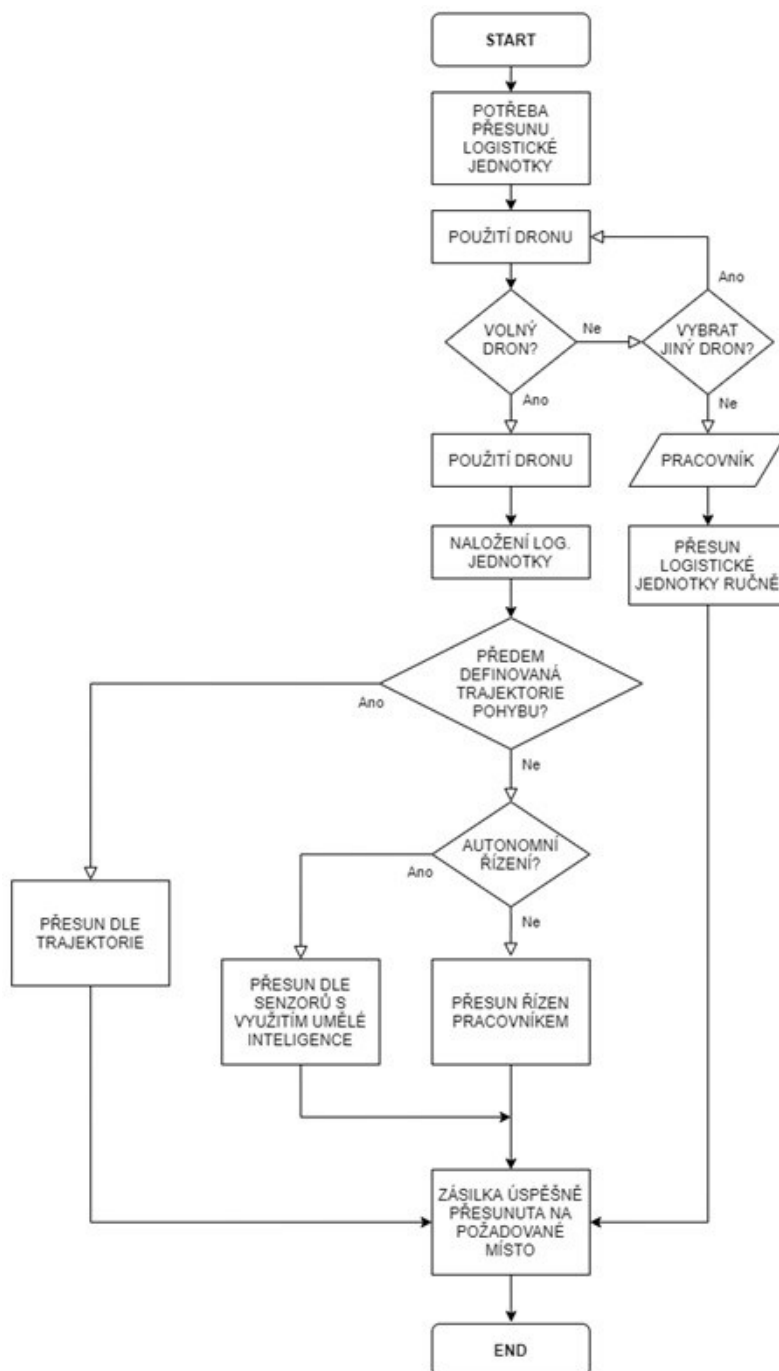 START
POTŘEBA
PŘESUNU
LOGISTICKÉ
JEDNOTKY
POUŽITÍ DRONU
Ano
VOLNÝ
DRON?
Ne
VYBRAT
JINÝ DRON?
Ano
Ne
POUŽITÍ DRONU
PRACOVNÍK
NALOŽENÍ LOG.
JEDNOTKY
PŘESUN
LOGISTICKÉ
JEDNOTKY RUČNĚ
PŘEDEM
DEFINOVANÁ
TRAJEKTORIE
POHYBU?
Ano
Ne
AUTONOMNÍ
ŘÍZENÍ?
Ano
Ne
PŘESUN DLE
TRAJEKTORIE
PŘESUN DLE
SENZORŮ S
VYUŽITÍM UMĚLÉ
INTELIGENCE
PŘESUN ŘÍZEN
PRACOVNÍKEM
ZÁSILKA ÚSPĚŠNĚ
PŘESUNUTA NA
POŽADOVANÉ
MÍSTO
END